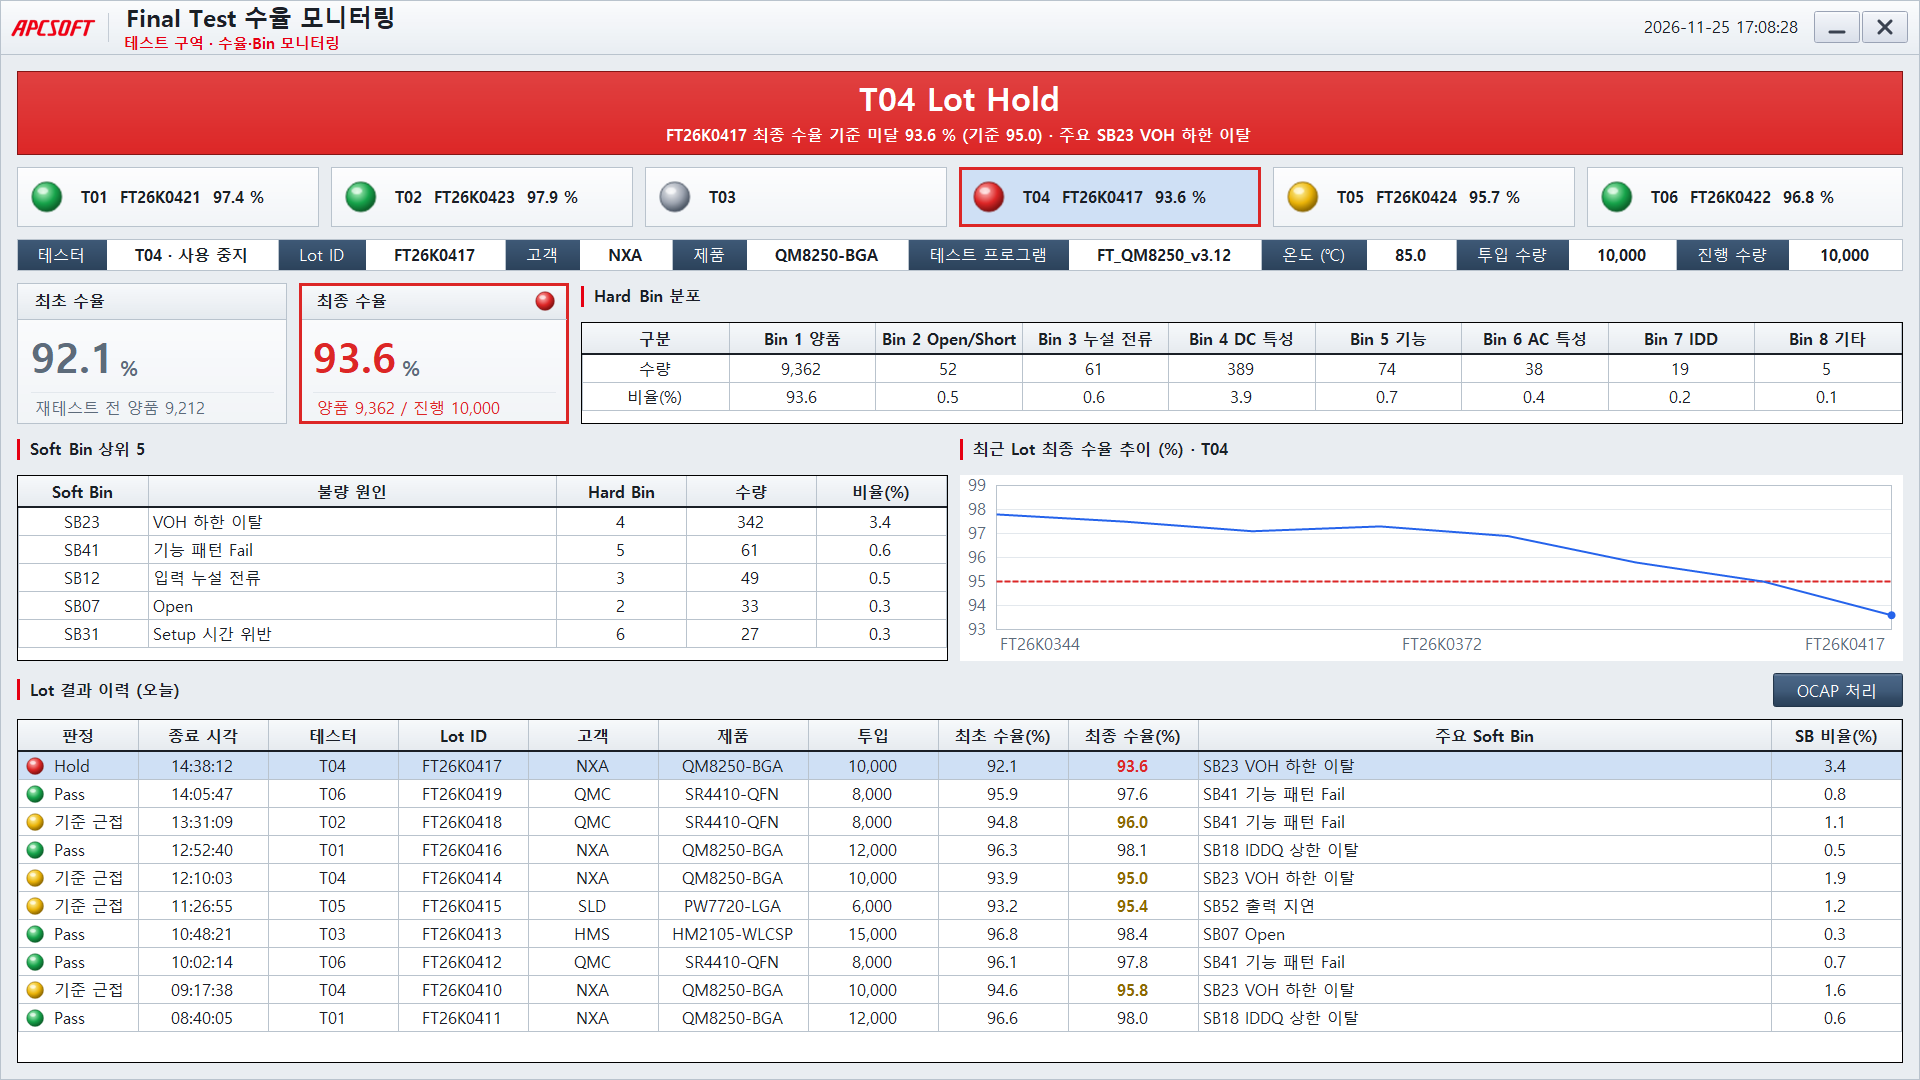 APCSOFT
Final Test 수율 모니터링
테스트 구역 · 수율·Bin 모니터링
2026-11-25 17:08:28
T04 Lot Hold
FT26K0417 최종 수율 기준 미달 93.6 % (기준 95.0) · 주요 SB23 VOH 하한 이탈
T01 FT26K0421 97.4 %
T02 FT26K0423 97.9 %
T03
T04 FT26K0417 93.6 %
T05 FT26K0424 95.7 %
T06 FT26K0422 96.8 %
테스터 T04 · 사용 중지 Lot ID FT26K0417 고객 NXA 제품 QM8250-BGA 테스트 프로그램 FT_QM8250_v3.12 온도 (℃) 85.0 투입 수량 10,000 진행 수량 10,000
최초 수율
92.1 %
재테스트 전 양품 9,212
최종 수율
93.6 %
양품 9,362 / 진행 10,000
Hard Bin 분포
구분 Bin 1 양품 Bin 2 Open/Short Bin 3 누설 전류 Bin 4 DC 특성 Bin 5 기능 Bin 6 AC 특성 Bin 7 IDD Bin 8 기타
수량 9,362 52 61 389 74 38 19 5
비율(%) 93.6 0.5 0.6 3.9 0.7 0.4 0.2 0.1
Soft Bin 상위 5
Soft Bin 불량 원인 Hard Bin 수량 비율(%)
SB23 VOH 하한 이탈 4 342 3.4
SB41 기능 패턴 Fail 5 61 0.6
SB12 입력 누설 전류 3 49 0.5
SB07 Open 2 33 0.3
SB31 Setup 시간 위반 6 27 0.3
최근 Lot 최종 수율 추이 (%) · T04
99
98
97
96
95
94
93
FT26K0344 FT26K0372 FT26K0417
Lot 결과 이력 (오늘)
OCAP 처리
판정 종료 시각 테스터 Lot ID 고객 제품 투입 최초 수율(%) 최종 수율(%) 주요 Soft Bin SB 비율(%)
Hold 14:38:12 T04 FT26K0417 NXA QM8250-BGA 10,000 92.1 93.6 SB23 VOH 하한 이탈 3.4
Pass 14:05:47 T06 FT26K0419 QMC SR4410-QFN 8,000 95.9 97.6 SB41 기능 패턴 Fail 0.8
기준 근접 13:31:09 T02 FT26K0418 QMC SR4410-QFN 8,000 94.8 96.0 SB41 기능 패턴 Fail 1.1
Pass 12:52:40 T01 FT26K0416 NXA QM8250-BGA 12,000 96.3 98.1 SB18 IDDQ 상한 이탈 0.5
기준 근접 12:10:03 T04 FT26K0414 NXA QM8250-BGA 10,000 93.9 95.0 SB23 VOH 하한 이탈 1.9
기준 근접 11:26:55 T05 FT26K0415 SLD PW7720-LGA 6,000 93.2 95.4 SB52 출력 지연 1.2
Pass 10:48:21 T03 FT26K0413 HMS HM2105-WLCSP 15,000 96.8 98.4 SB07 Open 0.3
Pass 10:02:14 T06 FT26K0412 QMC SR4410-QFN 8,000 96.1 97.8 SB41 기능 패턴 Fail 0.7
기준 근접 09:17:38 T04 FT26K0410 NXA QM8250-BGA 10,000 94.6 95.8 SB23 VOH 하한 이탈 1.6
Pass 08:40:05 T01 FT26K0411 NXA QM8250-BGA 12,000 96.6 98.0 SB18 IDDQ 상한 이탈 0.6